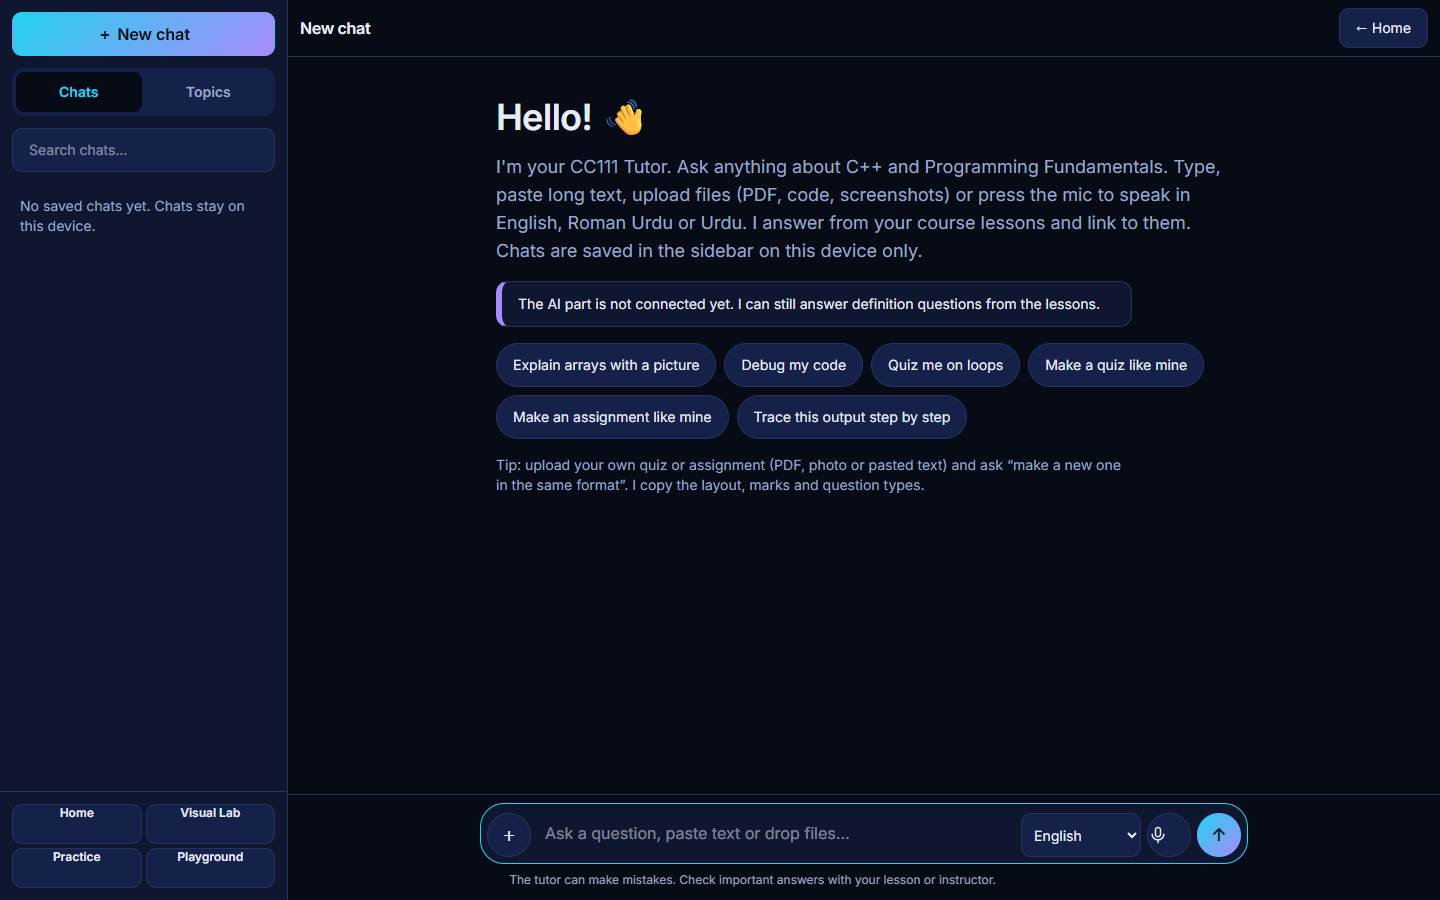 + New chat
Chats
Topics
Search chats...
No saved chats yet. Chats stay on
this device.
Home
Visual Lab
Practice
Playground
New chat
← Home
Hello! 👋
I'm your CC111 Tutor. Ask anything about C++ and Programming Fundamentals. Type,
paste long text, upload files (PDF, code, screenshots) or press the mic to speak in
English, Roman Urdu or Urdu. I answer from your course lessons and link to them.
Chats are saved in the sidebar on this device only.
The AI part is not connected yet. I can still answer definition questions from the lessons.
Explain arrays with a picture
Debug my code
Quiz me on loops
Make a quiz like mine
Make an assignment like mine
Trace this output step by step
Tip: upload your own quiz or assignment (PDF, photo or pasted text) and ask “make a new one
in the same format”. I copy the layout, marks and question types.
+
Ask a question, paste text or drop files...
English
The tutor can make mistakes. Check important answers with your lesson or instructor.